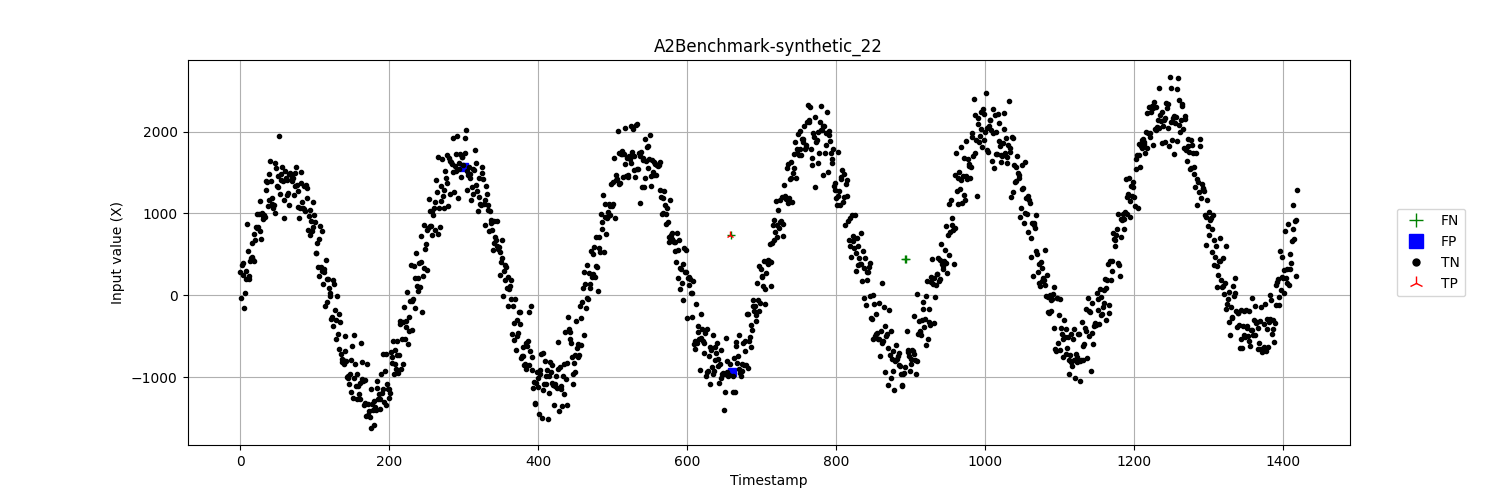 A2Benchmark-synthetic_22
Input value (X)
2000
1000
0
−1000
0 200 400 600 800 1000 1200 1400
Timestamp
FN
FP
TN
TP